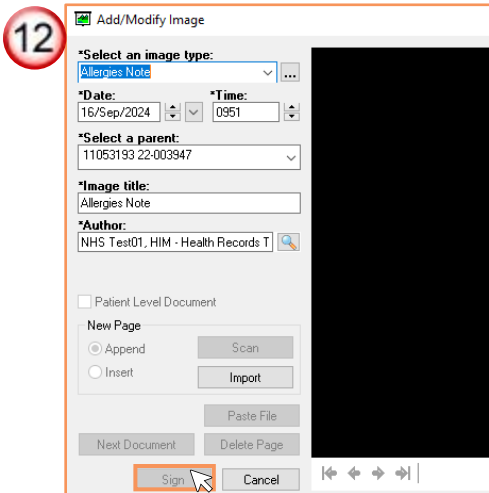 12
Add/Modify Image
*Select an image type:
Allergies Note
...
*Date: *Time:
16/Sep/2024 0951
*Select a parent:
11053193 22-003947
*Image title:
Allergies Note
*Author:
NHS Test01, HIM - Health Records T
Patient Level Document
New Page
Append Scan
Insert Import
Paste File
Next Document Delete Page
Sign Cancel